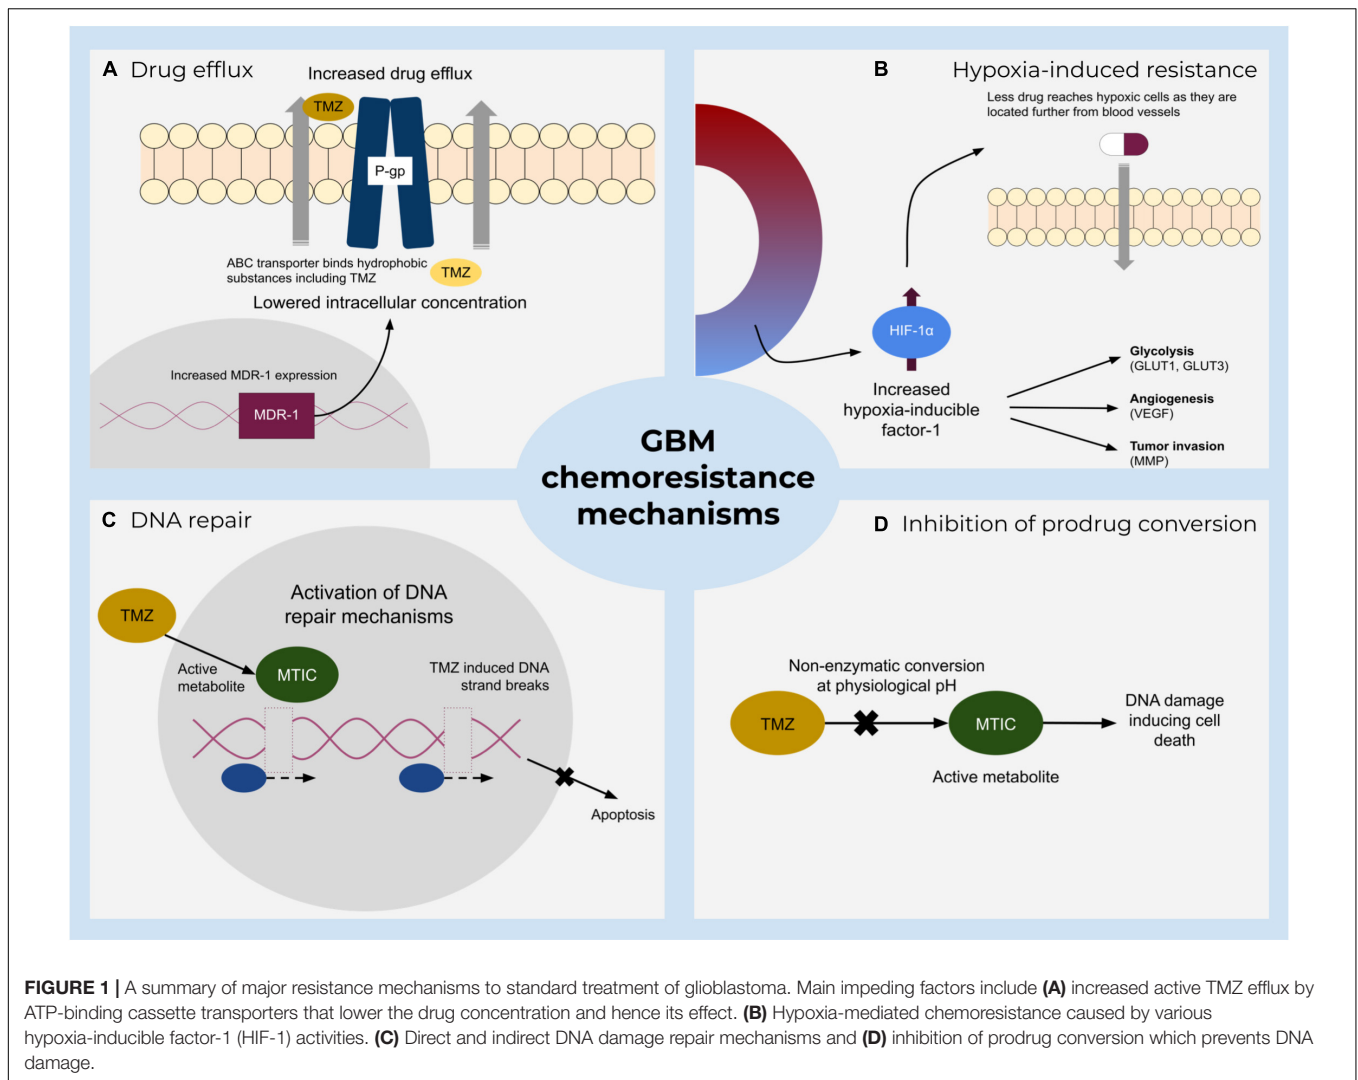 A Drug efflux
Increased drug efflux
TMZ
P-gp
ABC transporter binds hydrophobic
substances including TMZ
TMZ
Lowered intracellular concentration
Increased MDR-1 expression
MDR-1
B Hypoxia-induced resistance
Less drug reaches hypoxic cells as they are
located further from blood vessels
HIF-1α
Increased
hypoxia-inducible
factor-1
Glycolysis
(GLUT1, GLUT3)
Angiogenesis
(VEGF)
Tumor invasion
(MMP)
GBM
chemoresistance
mechanisms
C DNA repair
Activation of DNA
repair mechanisms
TMZ
Active
metabolite
MTIC
TMZ induced DNA
strand breaks
Apoptosis
D Inhibition of prodrug conversion
Non-enzymatic conversion
at physiological pH
TMZ
MTIC
Active metabolite
DNA damage
inducing cell
death
FIGURE 1 | A summary of major resistance mechanisms to standard treatment of glioblastoma. Main impeding factors include (A) increased active TMZ efflux by
ATP-binding cassette transporters that lower the drug concentration and hence its effect. (B) Hypoxia-mediated chemoresistance caused by various
hypoxia-inducible factor-1 (HIF-1) activities. (C) Direct and indirect DNA damage repair mechanisms and (D) inhibition of prodrug conversion which prevents DNA
damage.